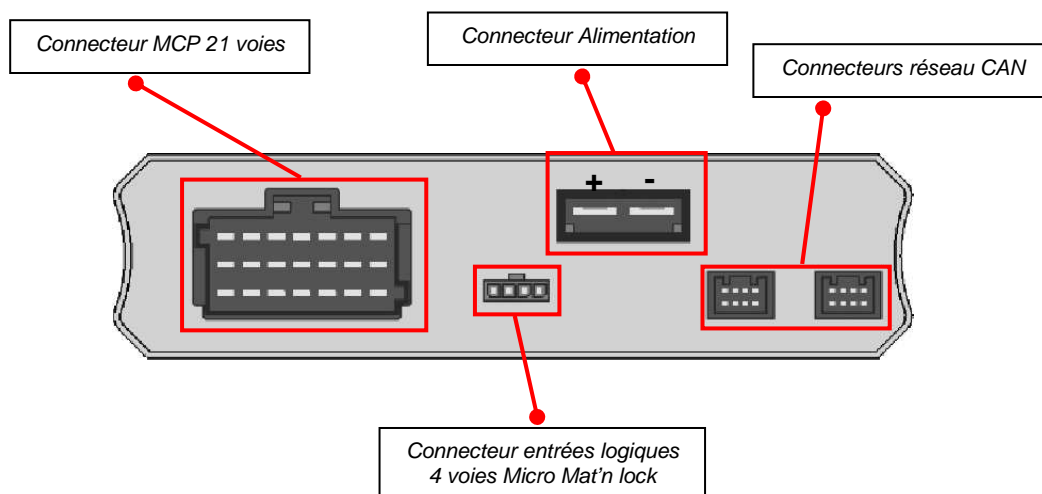 Connecteur MCP 21 voies
Connecteur Alimentation
Connecteurs réseau CAN
+ -
Connecteur entrées logiques
4 voies Micro Mat'n lock